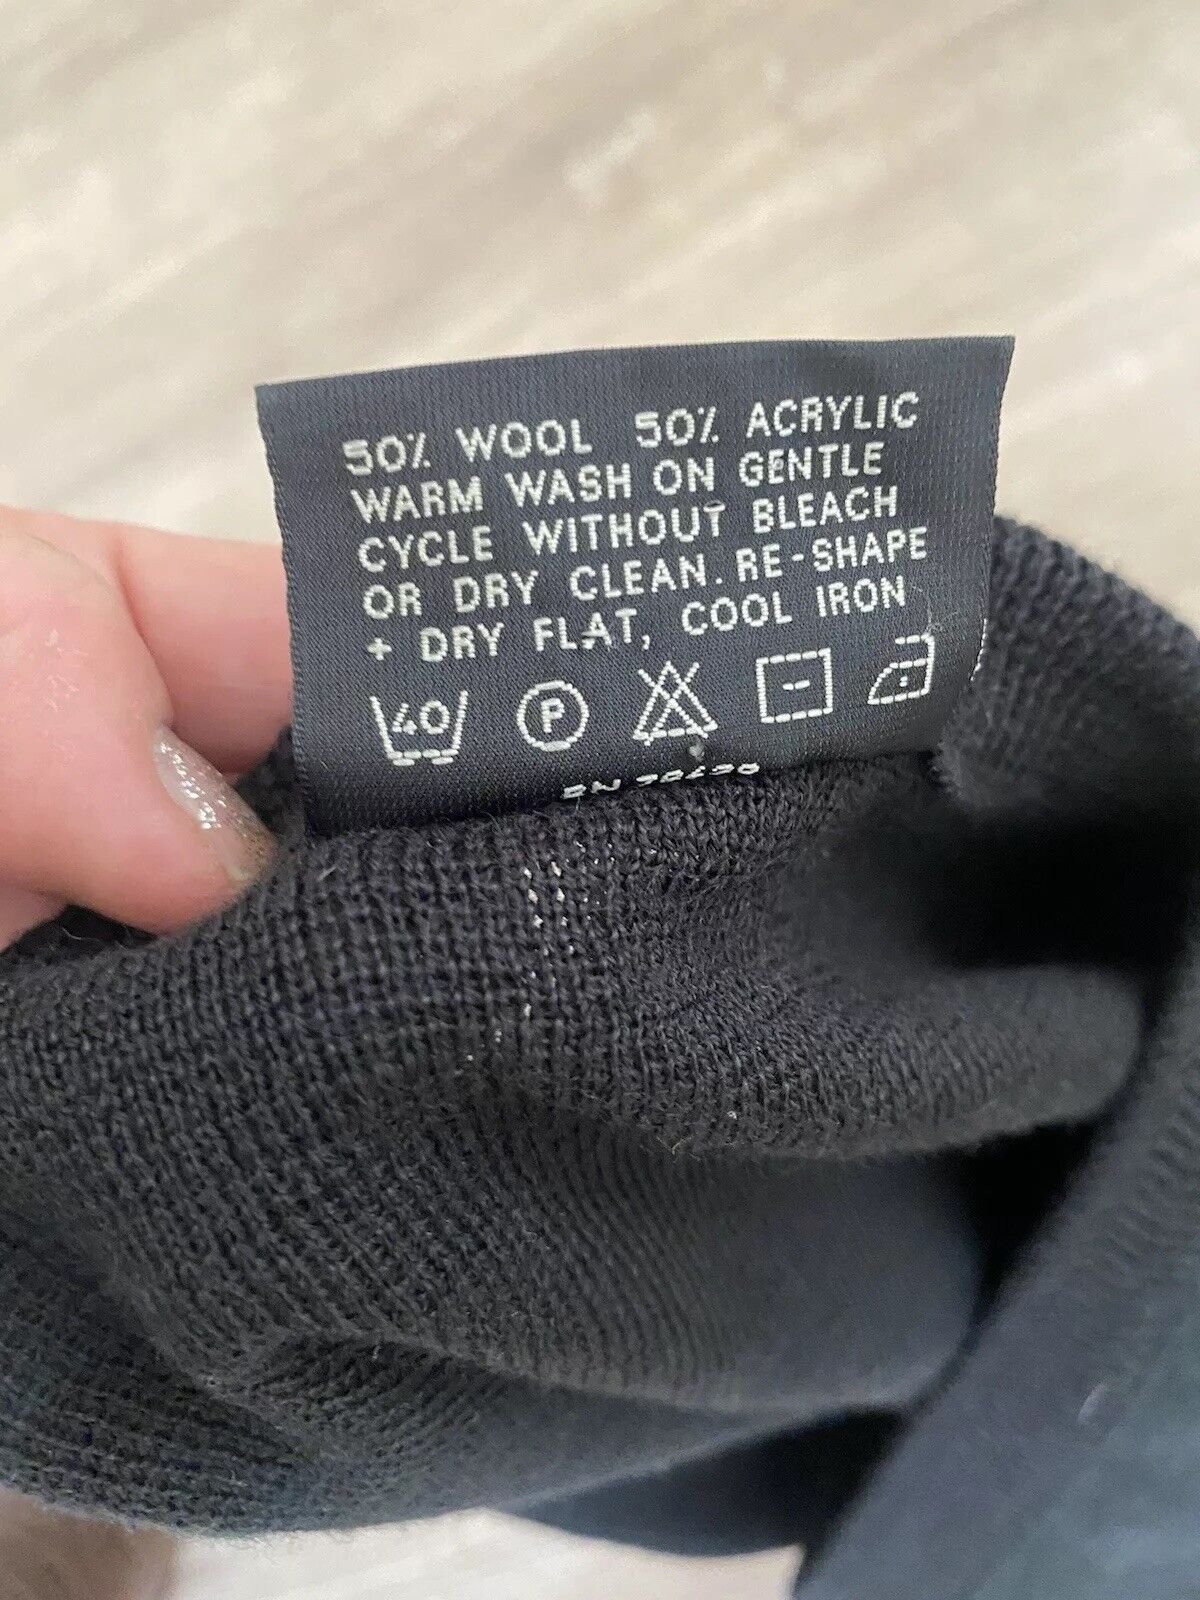 50% WOOL 50% ACRYLIC
WARM WASH ON GENTLE
CYCLE WITHOUT BLEACH
OR DRY CLEAN. RE-SHAPE
+ DRY FLAT, COOL IRON
40 P